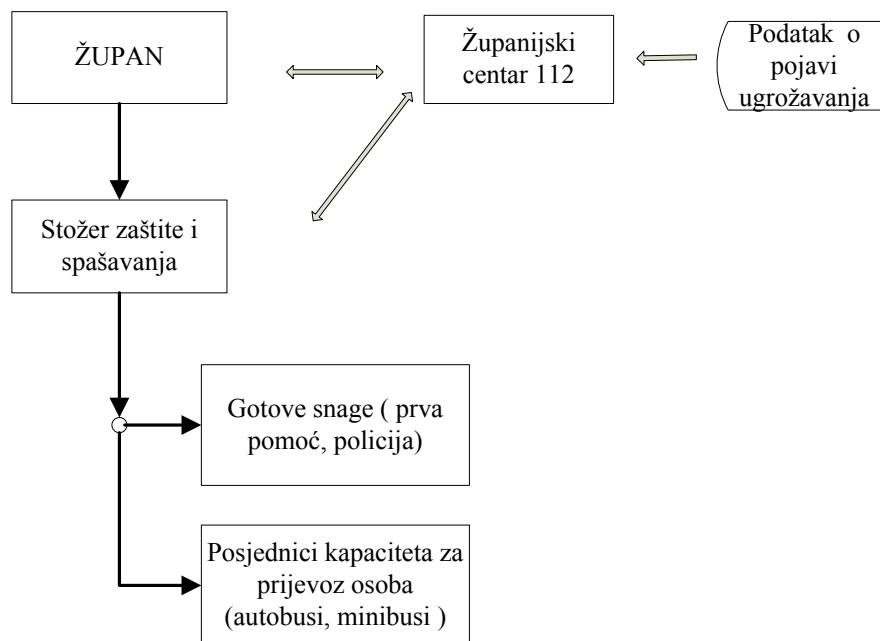 ŽUPAN
Županijski
centar 112
Podatak o
pojavi
ugrožavanja
Stožer zaštite i
spašavanja
Gotove snage ( prva
pomoć, policija)
Posjednici kapaciteta za
prijevoz osoba
(autobusi, minibusi )